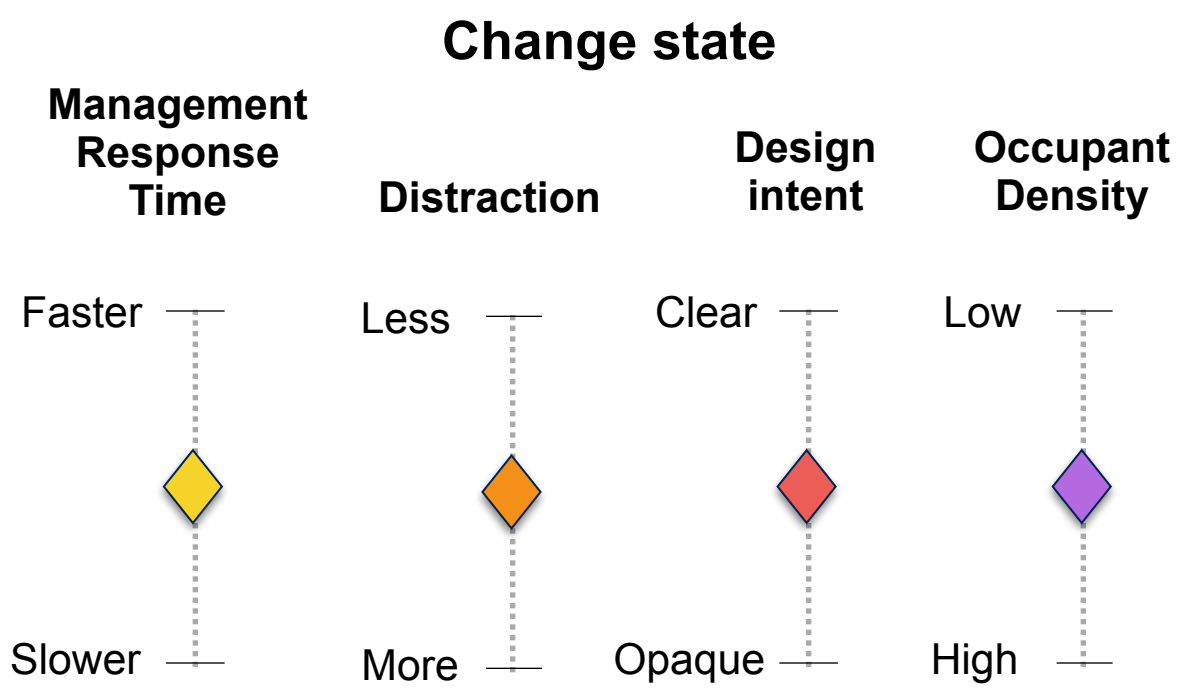 Change state
Management
Response
Time
Distraction
Design
intent
Occupant
Density
Faster
Less
Clear
Low
Slower
More
Opaque
High